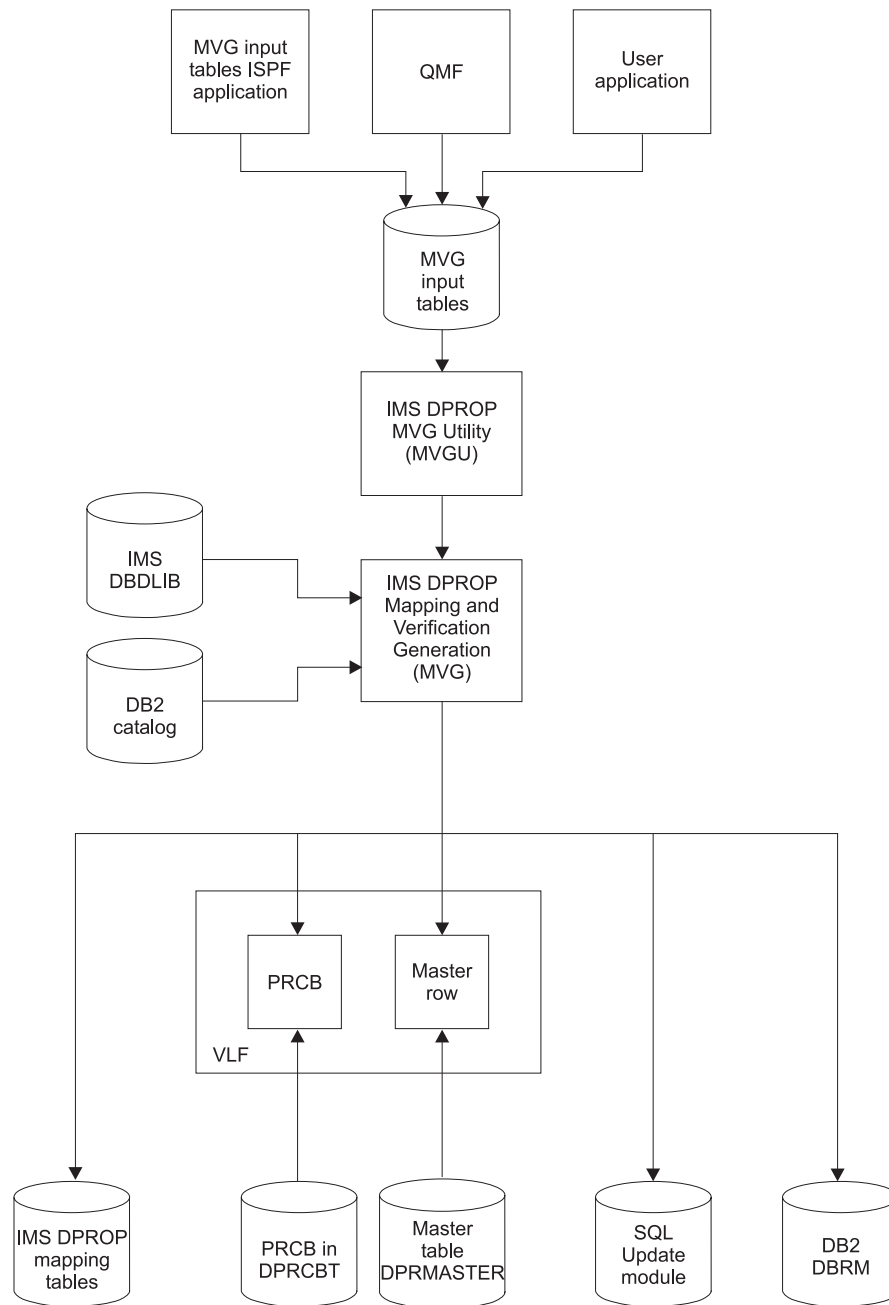 MVG input
tables ISPF
application
QMF
User
application
MVG
input
tables
IMS DPROP
MVG Utility
(MVGU)
IMS
DBDLIB
IMS DPROP
Mapping and
Verification
Generation
(MVG)
DB2
catalog
PRCB
Master
row
VLF
IMS DPROP
mapping
tables
PRCB in
DPRCBT
Master
table
DPRMASTER
SQL
Update
module
DB2
DBRM